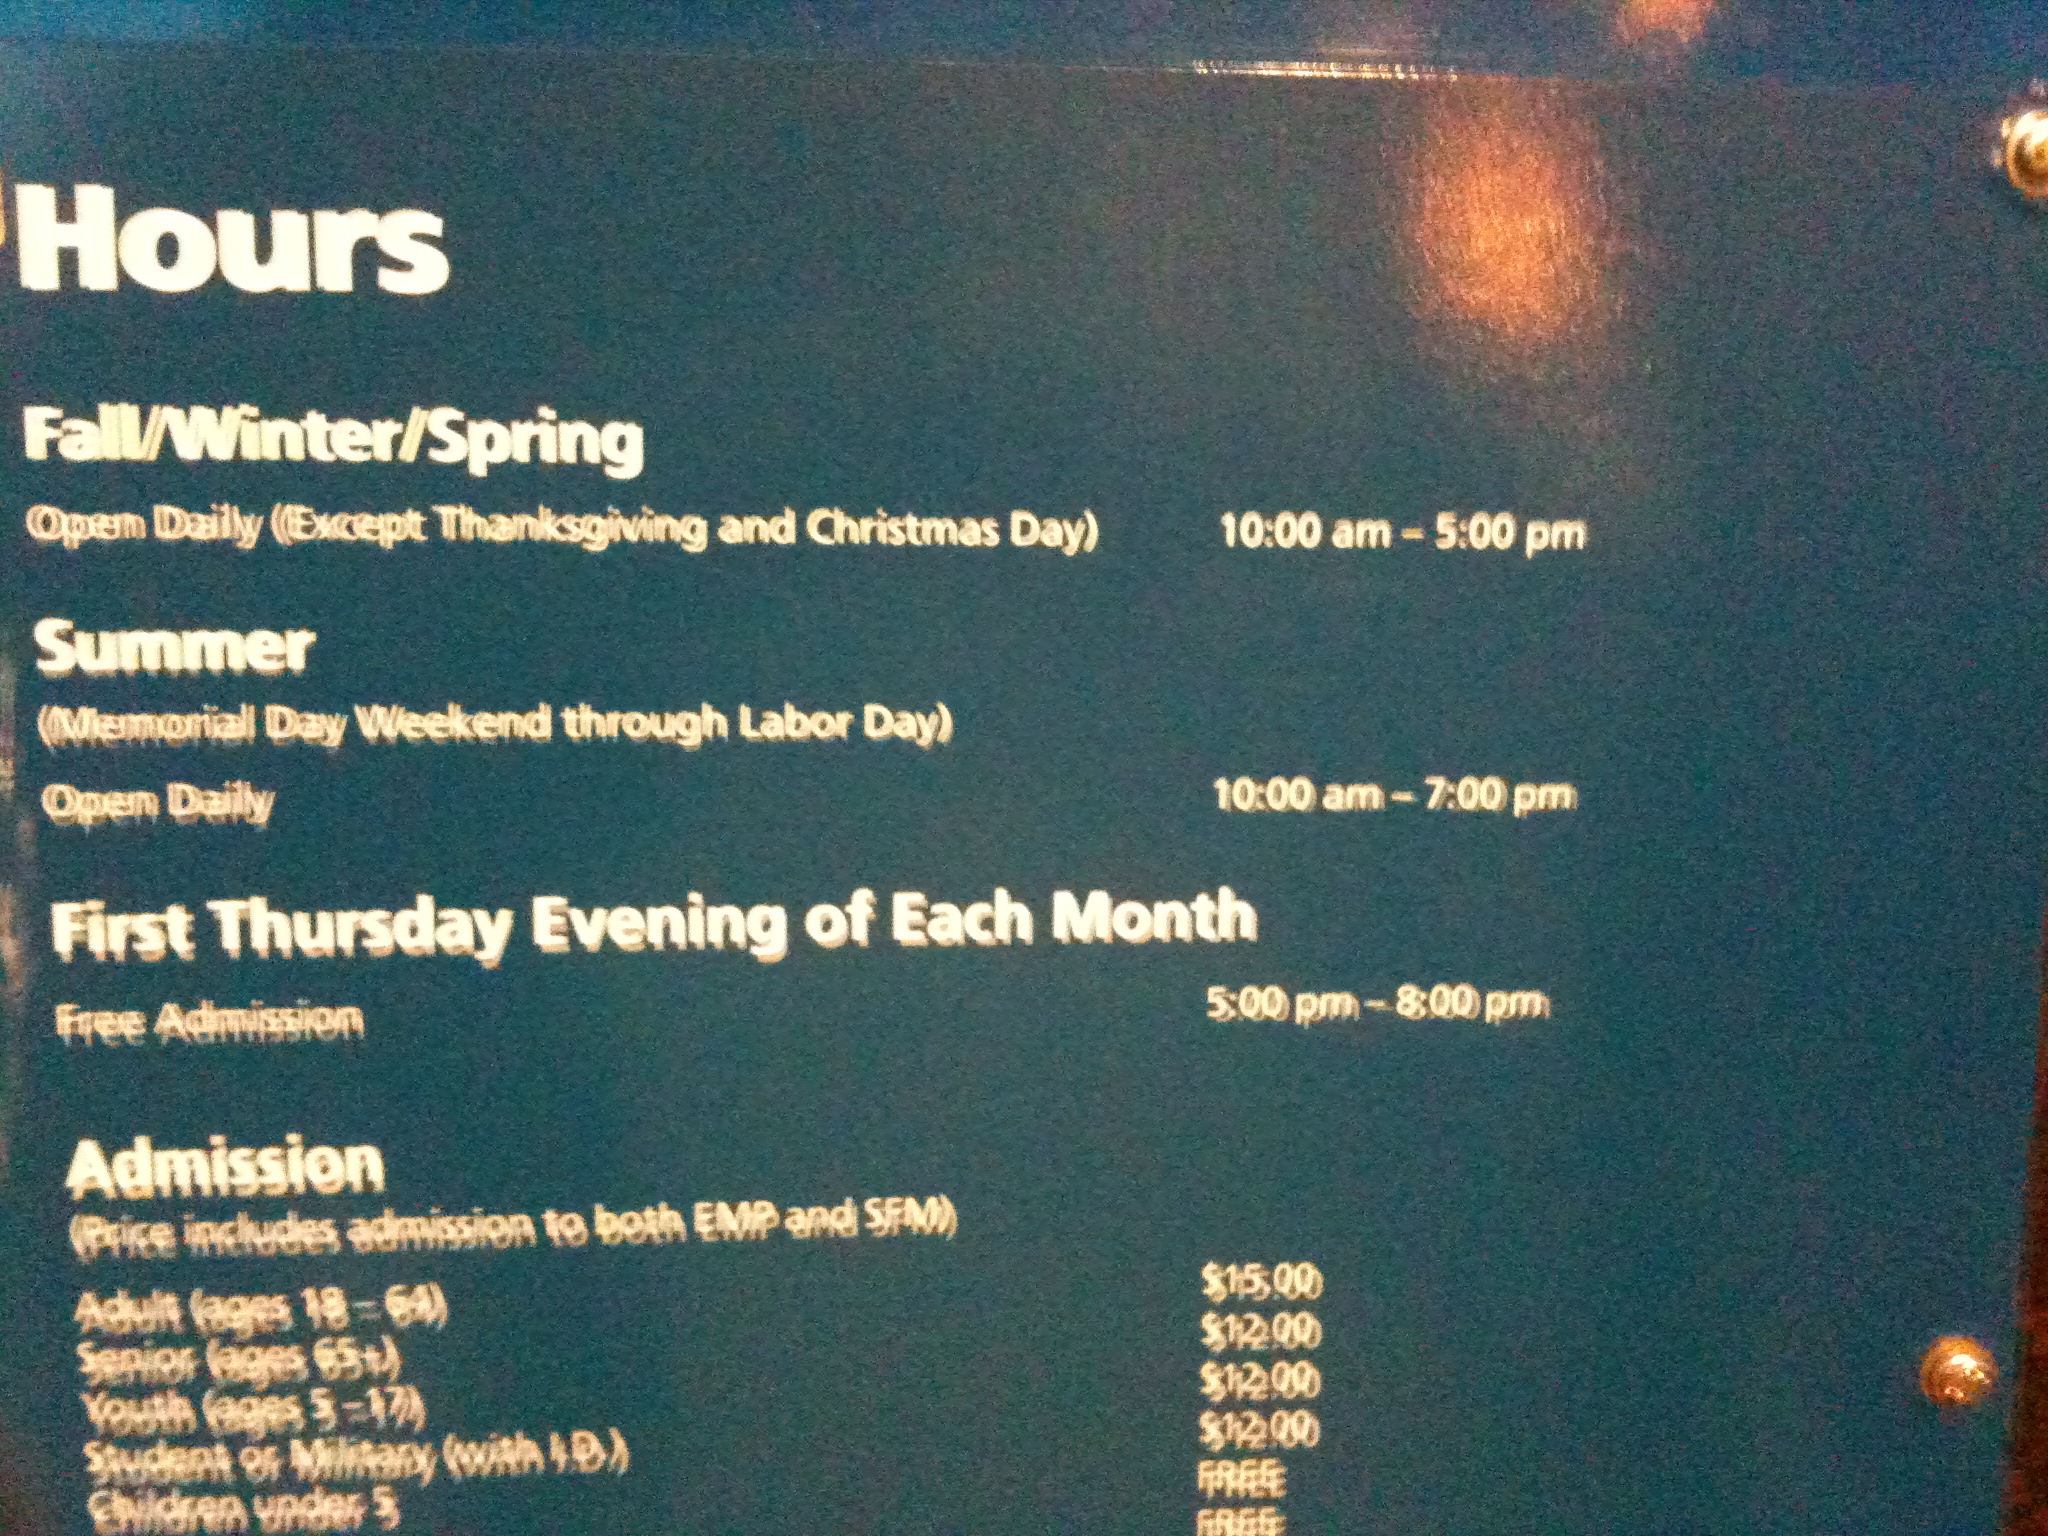 Hours
Fall/Winter/Spring
Open Daily (Except Thanksgiving and Christmas Day) 10:00 am – 5:00 pm
Summer
(Memorial Day Weekend through Labor Day)
Open Daily 10:00 am – 7:00 pm
First Thursday Evening of Each Month
Free Admission 5:00 pm – 8:00 pm
Admission
(Price includes admission to both EMP and SFM)
Adult (ages 18 – 64) $15.00
Senior (ages 65+) $12.00
Youth (ages 5 – 17) $12.00
Student or Military (with I.D.) $12.00
Children under 5 FREE
FREE